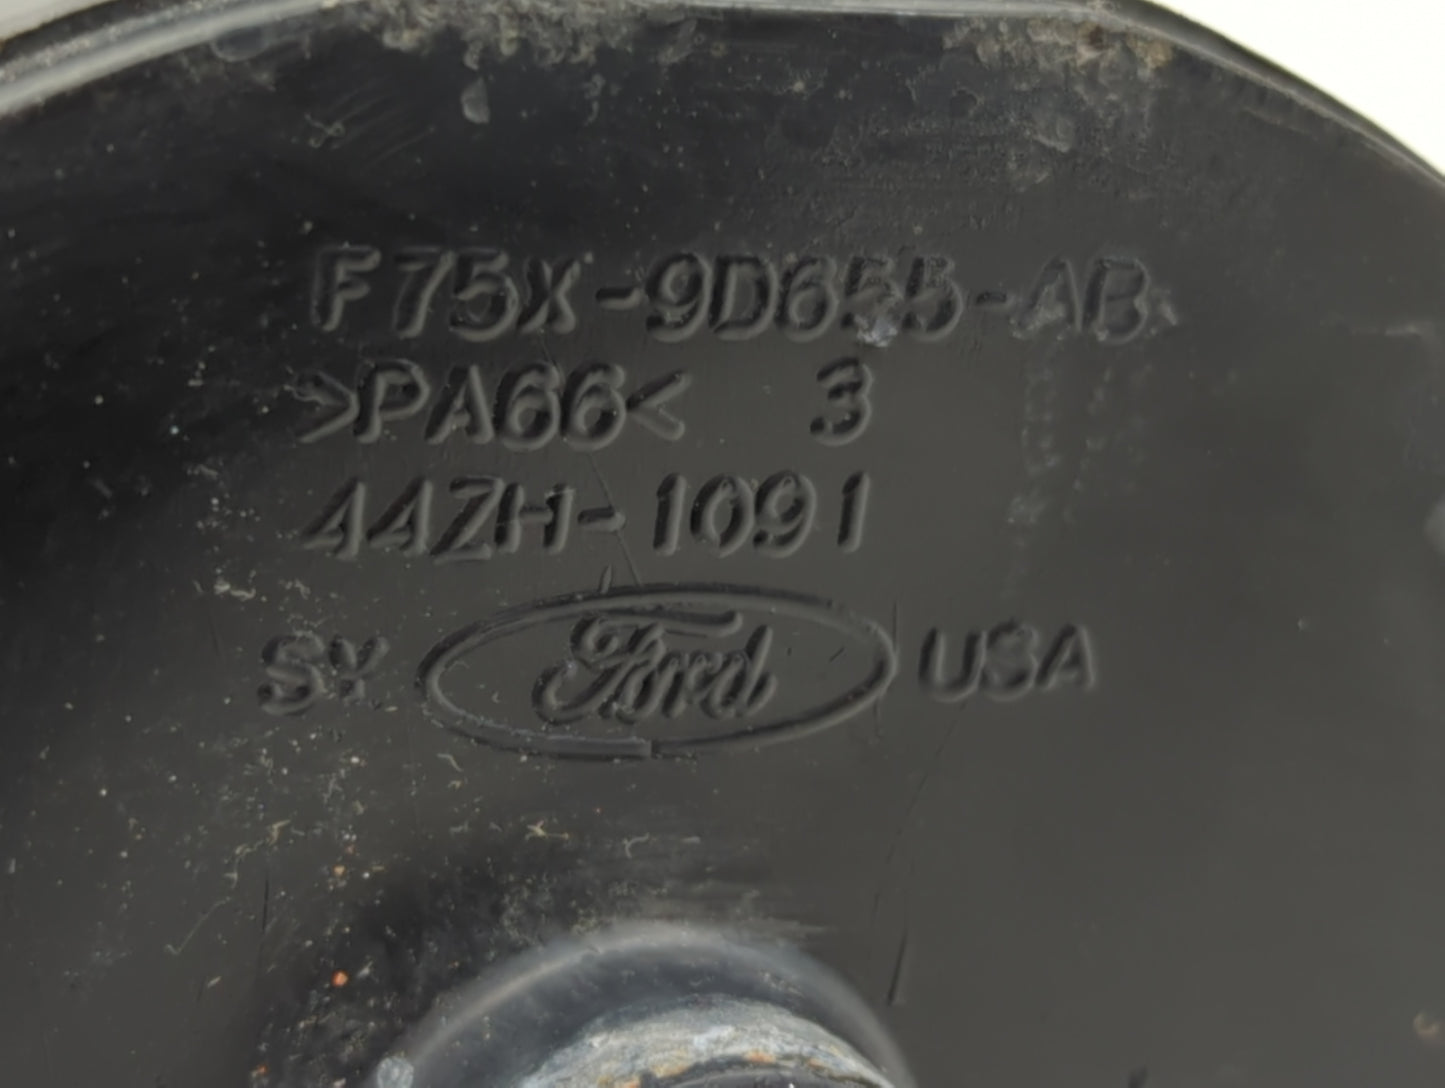 F75X-9D655-AB
>PA66< 3
44ZH-1091
SY Ford USA